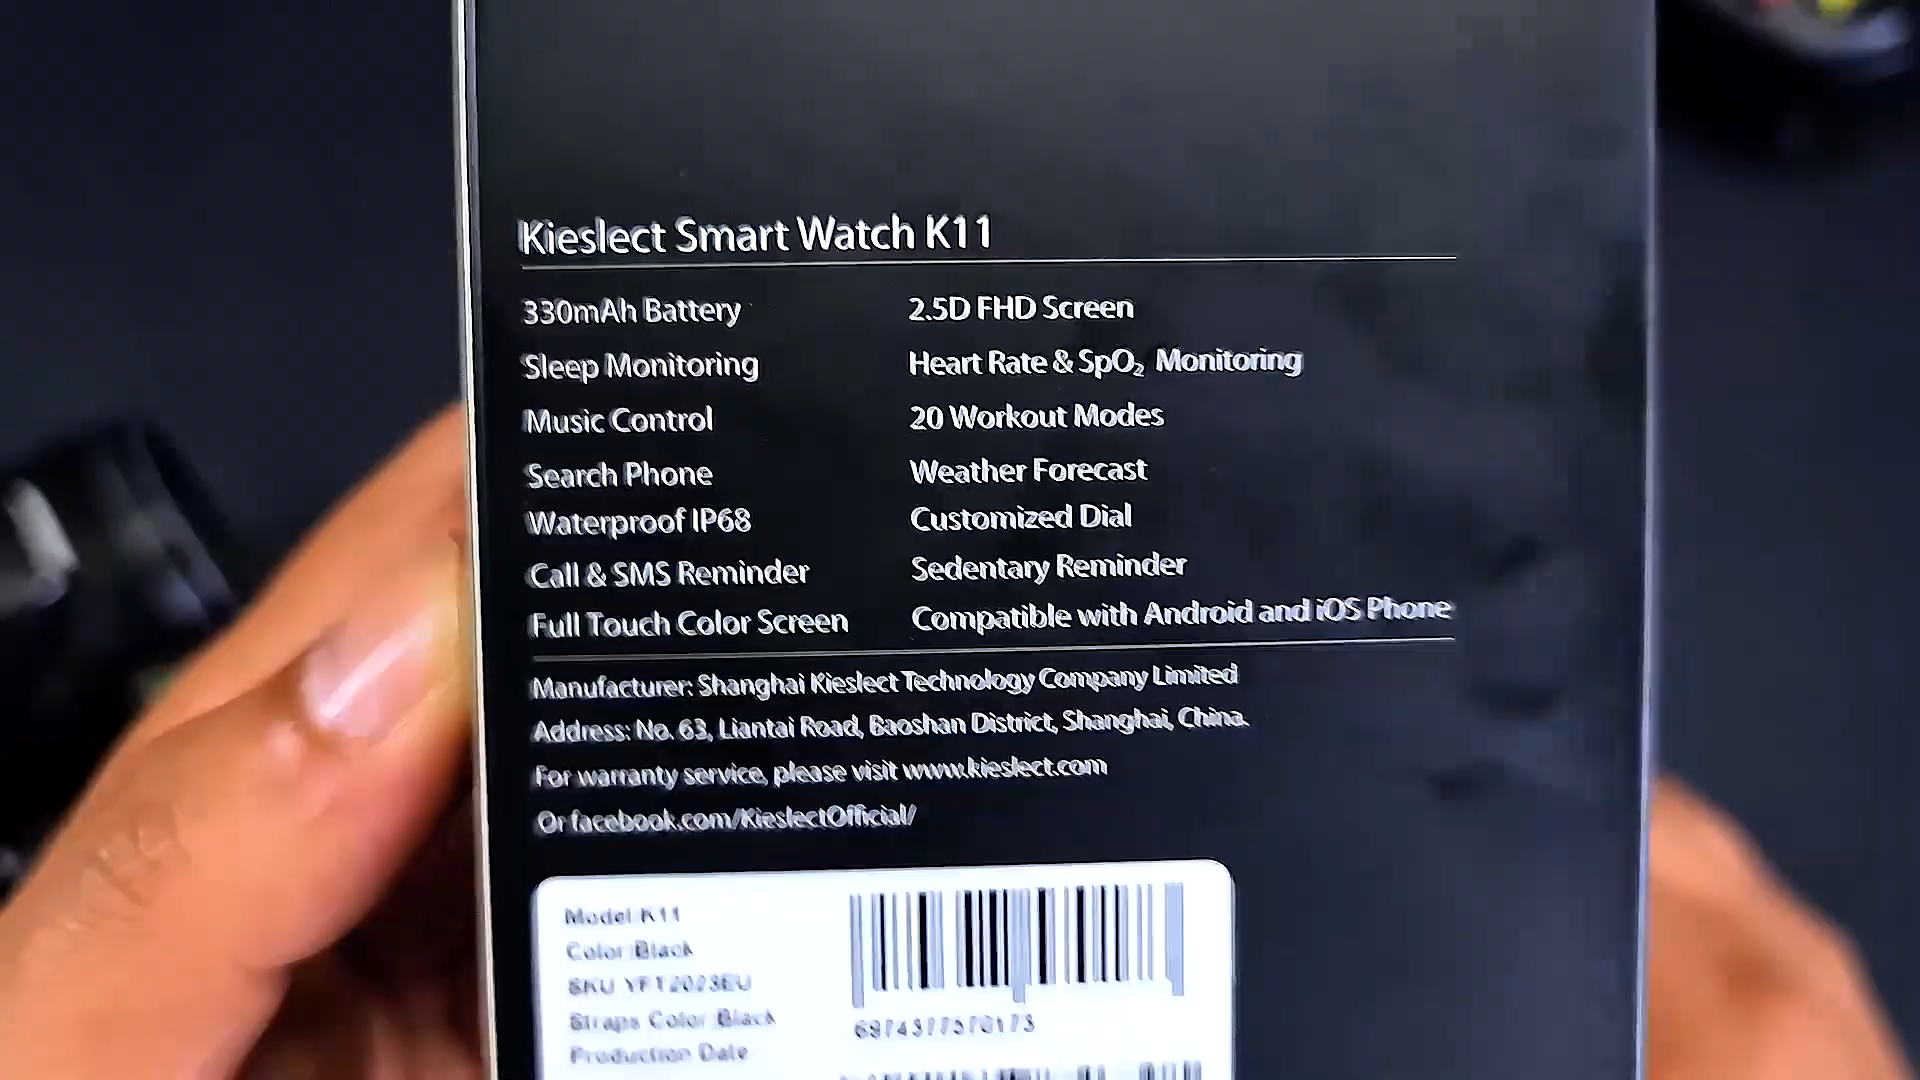 Kieslect Smart Watch K11
330mAh Battery 2.5D FHD Screen
Sleep Monitoring Heart Rate & SpO₂ Monitoring
Music Control 20 Workout Modes
Search Phone Weather Forecast
Waterproof IP68 Customized Dial
Call & SMS Reminder Sedentary Reminder
Full Touch Color Screen Compatible with Android and iOS Phone
Manufacturer: Shanghai Kieslect Technology Company Limited
Address: No. 63, Liantai Road, Baoshan District, Shanghai, China.
For warranty service, please visit www.kieslect.com
Or facebook.com/KieslectOfficial/
Model K11
Color:Black
SKU
Straps Color:Black
Production Date